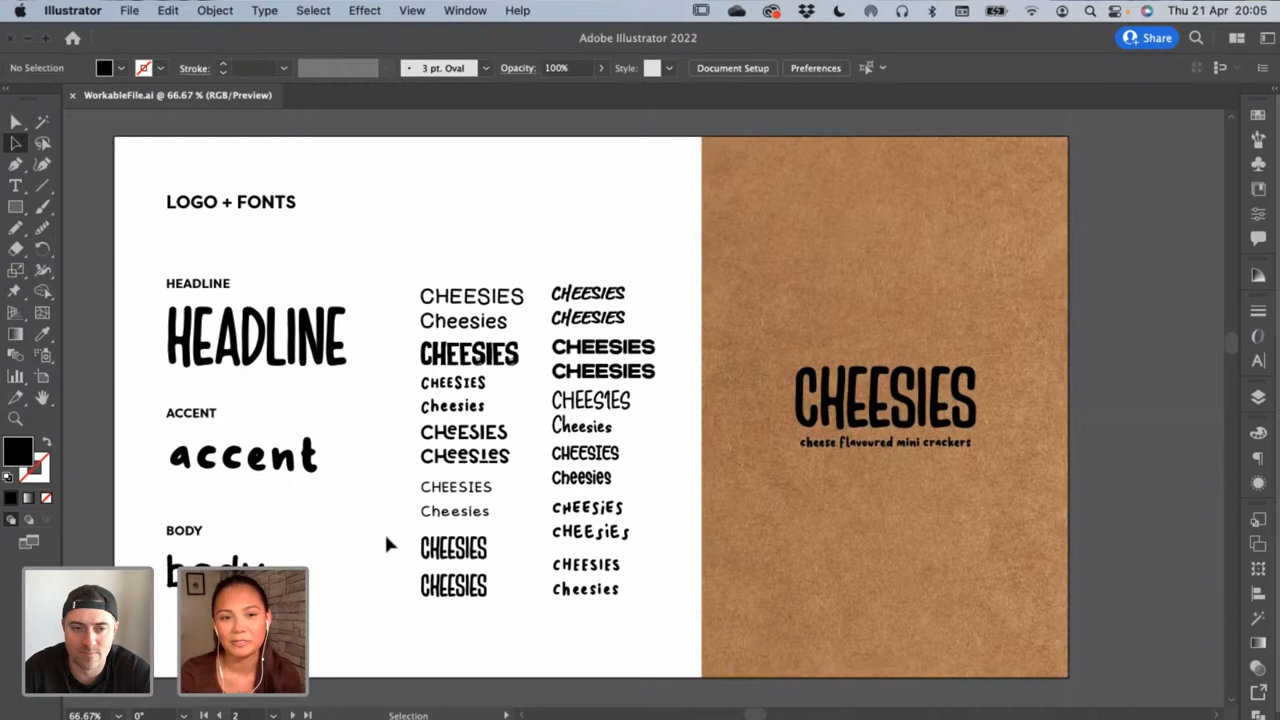 Illustrator File Edit Object Type Select Effect View Window Help Thu 21 Apr 20:05
Adobe Illustrator 2022
Share
No Selection Stroke: 3 pt. Oval Opacity: 100% Style: Document Setup Preferences
WorkableFile.ai @ 66.67 % (RGB/Preview)
LOGO + FONTS
HEADLINE
HEADLINE
ACCENT
accent
BODY
body
CHEESIES
Cheesies
CHEESIES
CHEESIES
Cheesies
CHeESIES
CHeesIes
CHEESIES
Cheesies
CHEESIES
CHEESIES
CHEESIES
CHEESIES
CHEESIES
CHEESIES
CHEESIES
Cheesies
CHEESIES
Cheesies
CHEESiES
CHEEsiEs
CHEESIES
Cheesies
CHEESIES
cheese flavoured mini crackers
66.67% 0° 2 Selection